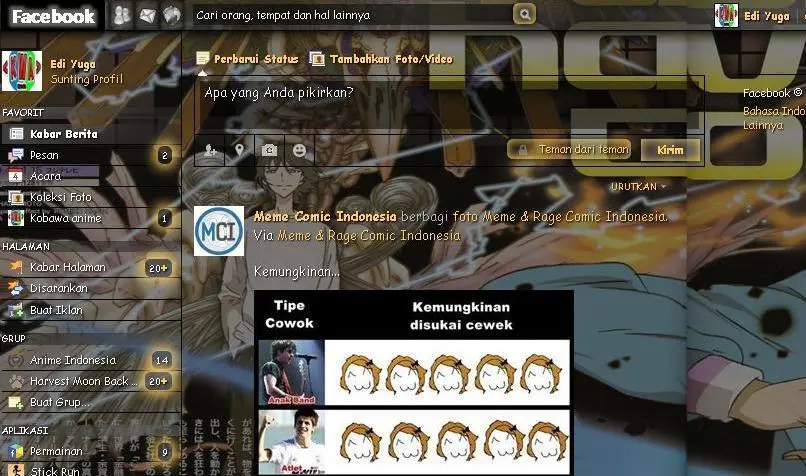 Facebook
Cari orang, tempat dan hal lainnya
Edi Yuga
Edi Yuga
Sunting Profil
FAVORIT
Kabar Berita
Pesan 2
4 Acara
Koleksi Foto
Kobawa anime 1
HALAMAN
Kabar Halaman 20+
Disarankan
Buat Iklan
GRUP
Anime Indonesia 14
Harvest Moon Back ... 20+
Buat Grup...
APLIKASI
Permainan 9
Stick Run
Perbarui Status Tambahkan Foto/Video
Apa yang Anda pikirkan?
Teman dari teman Kirim
URUTKAN
MCI
Meme Comic Indonesia berbagi foto Meme & Rage Comic Indonesia.
Via Meme & Rage Comic Indonesia
Kemungkinan...
Tipe
Cowok
Kemungkinan
disukai cewek
Anak Band
Atlet
Facebook ©
Bahasa Indo
Lainnya